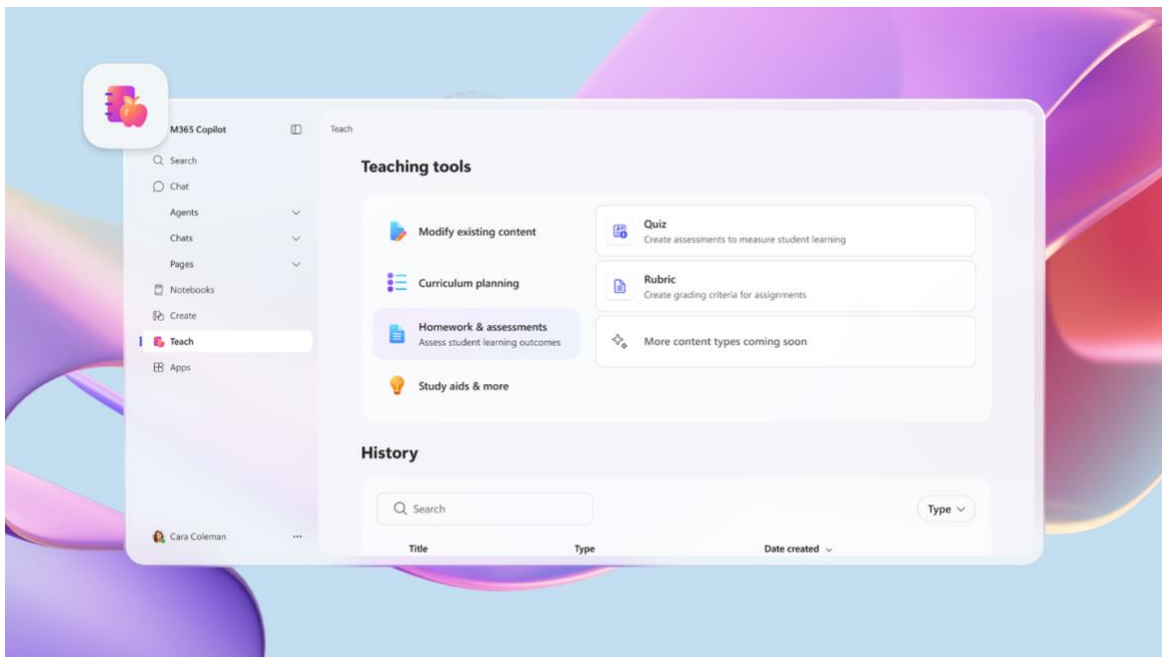 M365 Copilot
Search
Chat
Agents
Chats
Pages
Notebooks
Create
Teach
Apps
Cara Coleman
Teach
Teaching tools
Modify existing content
Curriculum planning
Homework & assessments
Assess student learning outcomes
Study aids & more
Quiz
Create assessments to measure student learning
Rubric
Create grading criteria for assignments
More content types coming soon
History
Search
Type
Title Type Date created